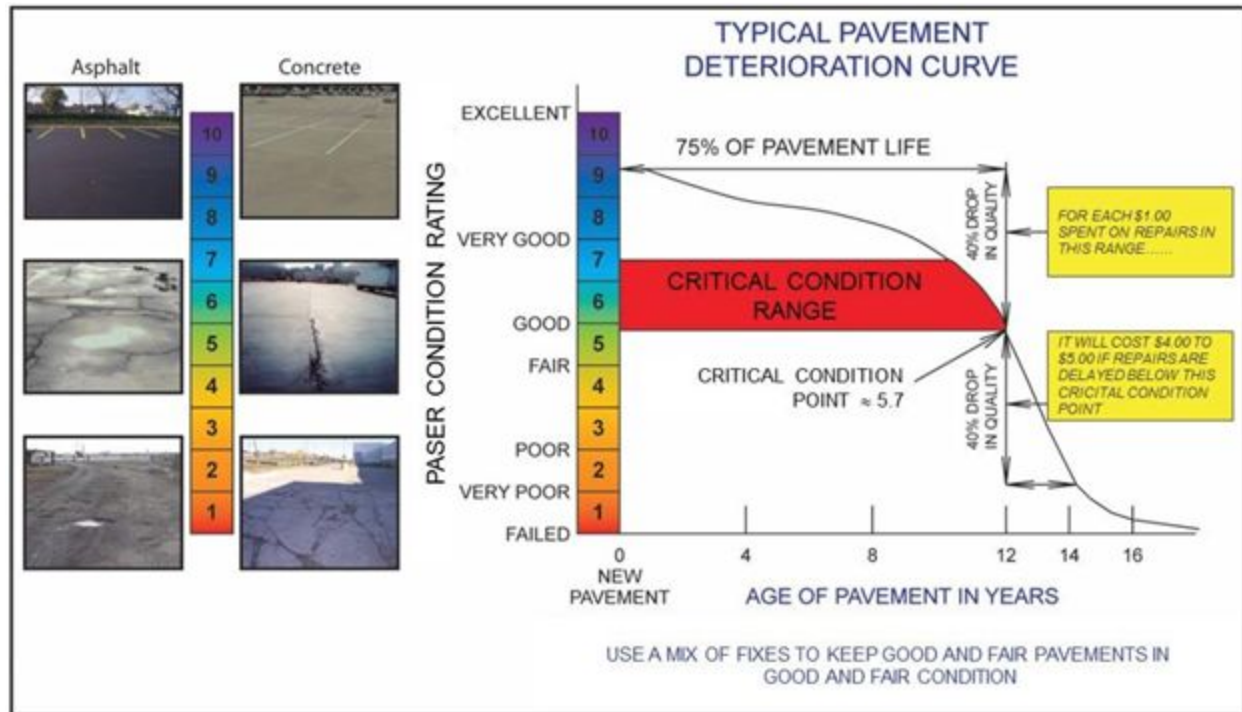 TYPICAL PAVEMENT
DETERIORATION CURVE
Asphalt
Concrete
10
9
8
7
6
5
4
3
2
1
PASER CONDITION RATING
EXCELLENT
VERY GOOD
GOOD
FAIR
POOR
VERY POOR
FAILED
10
9
8
7
6
5
4
3
2
1
75% OF PAVEMENT LIFE
CRITICAL CONDITION
RANGE
CRITICAL CONDITION
POINT ≈ 5.7
40% DROP
IN QUALITY
FOR EACH $1.00
SPENT ON REPAIRS IN
THIS RANGE......
40% DROP
IN QUALITY
IT WILL COST $4.00 TO
$5.00 IF REPAIRS ARE
DELAYED BELOW THIS
CRICITAL CONDITION
POINT
0
4
8
12
14
16
NEW
PAVEMENT
AGE OF PAVEMENT IN YEARS
USE A MIX OF FIXES TO KEEP GOOD AND FAIR PAVEMENTS IN
GOOD AND FAIR CONDITION